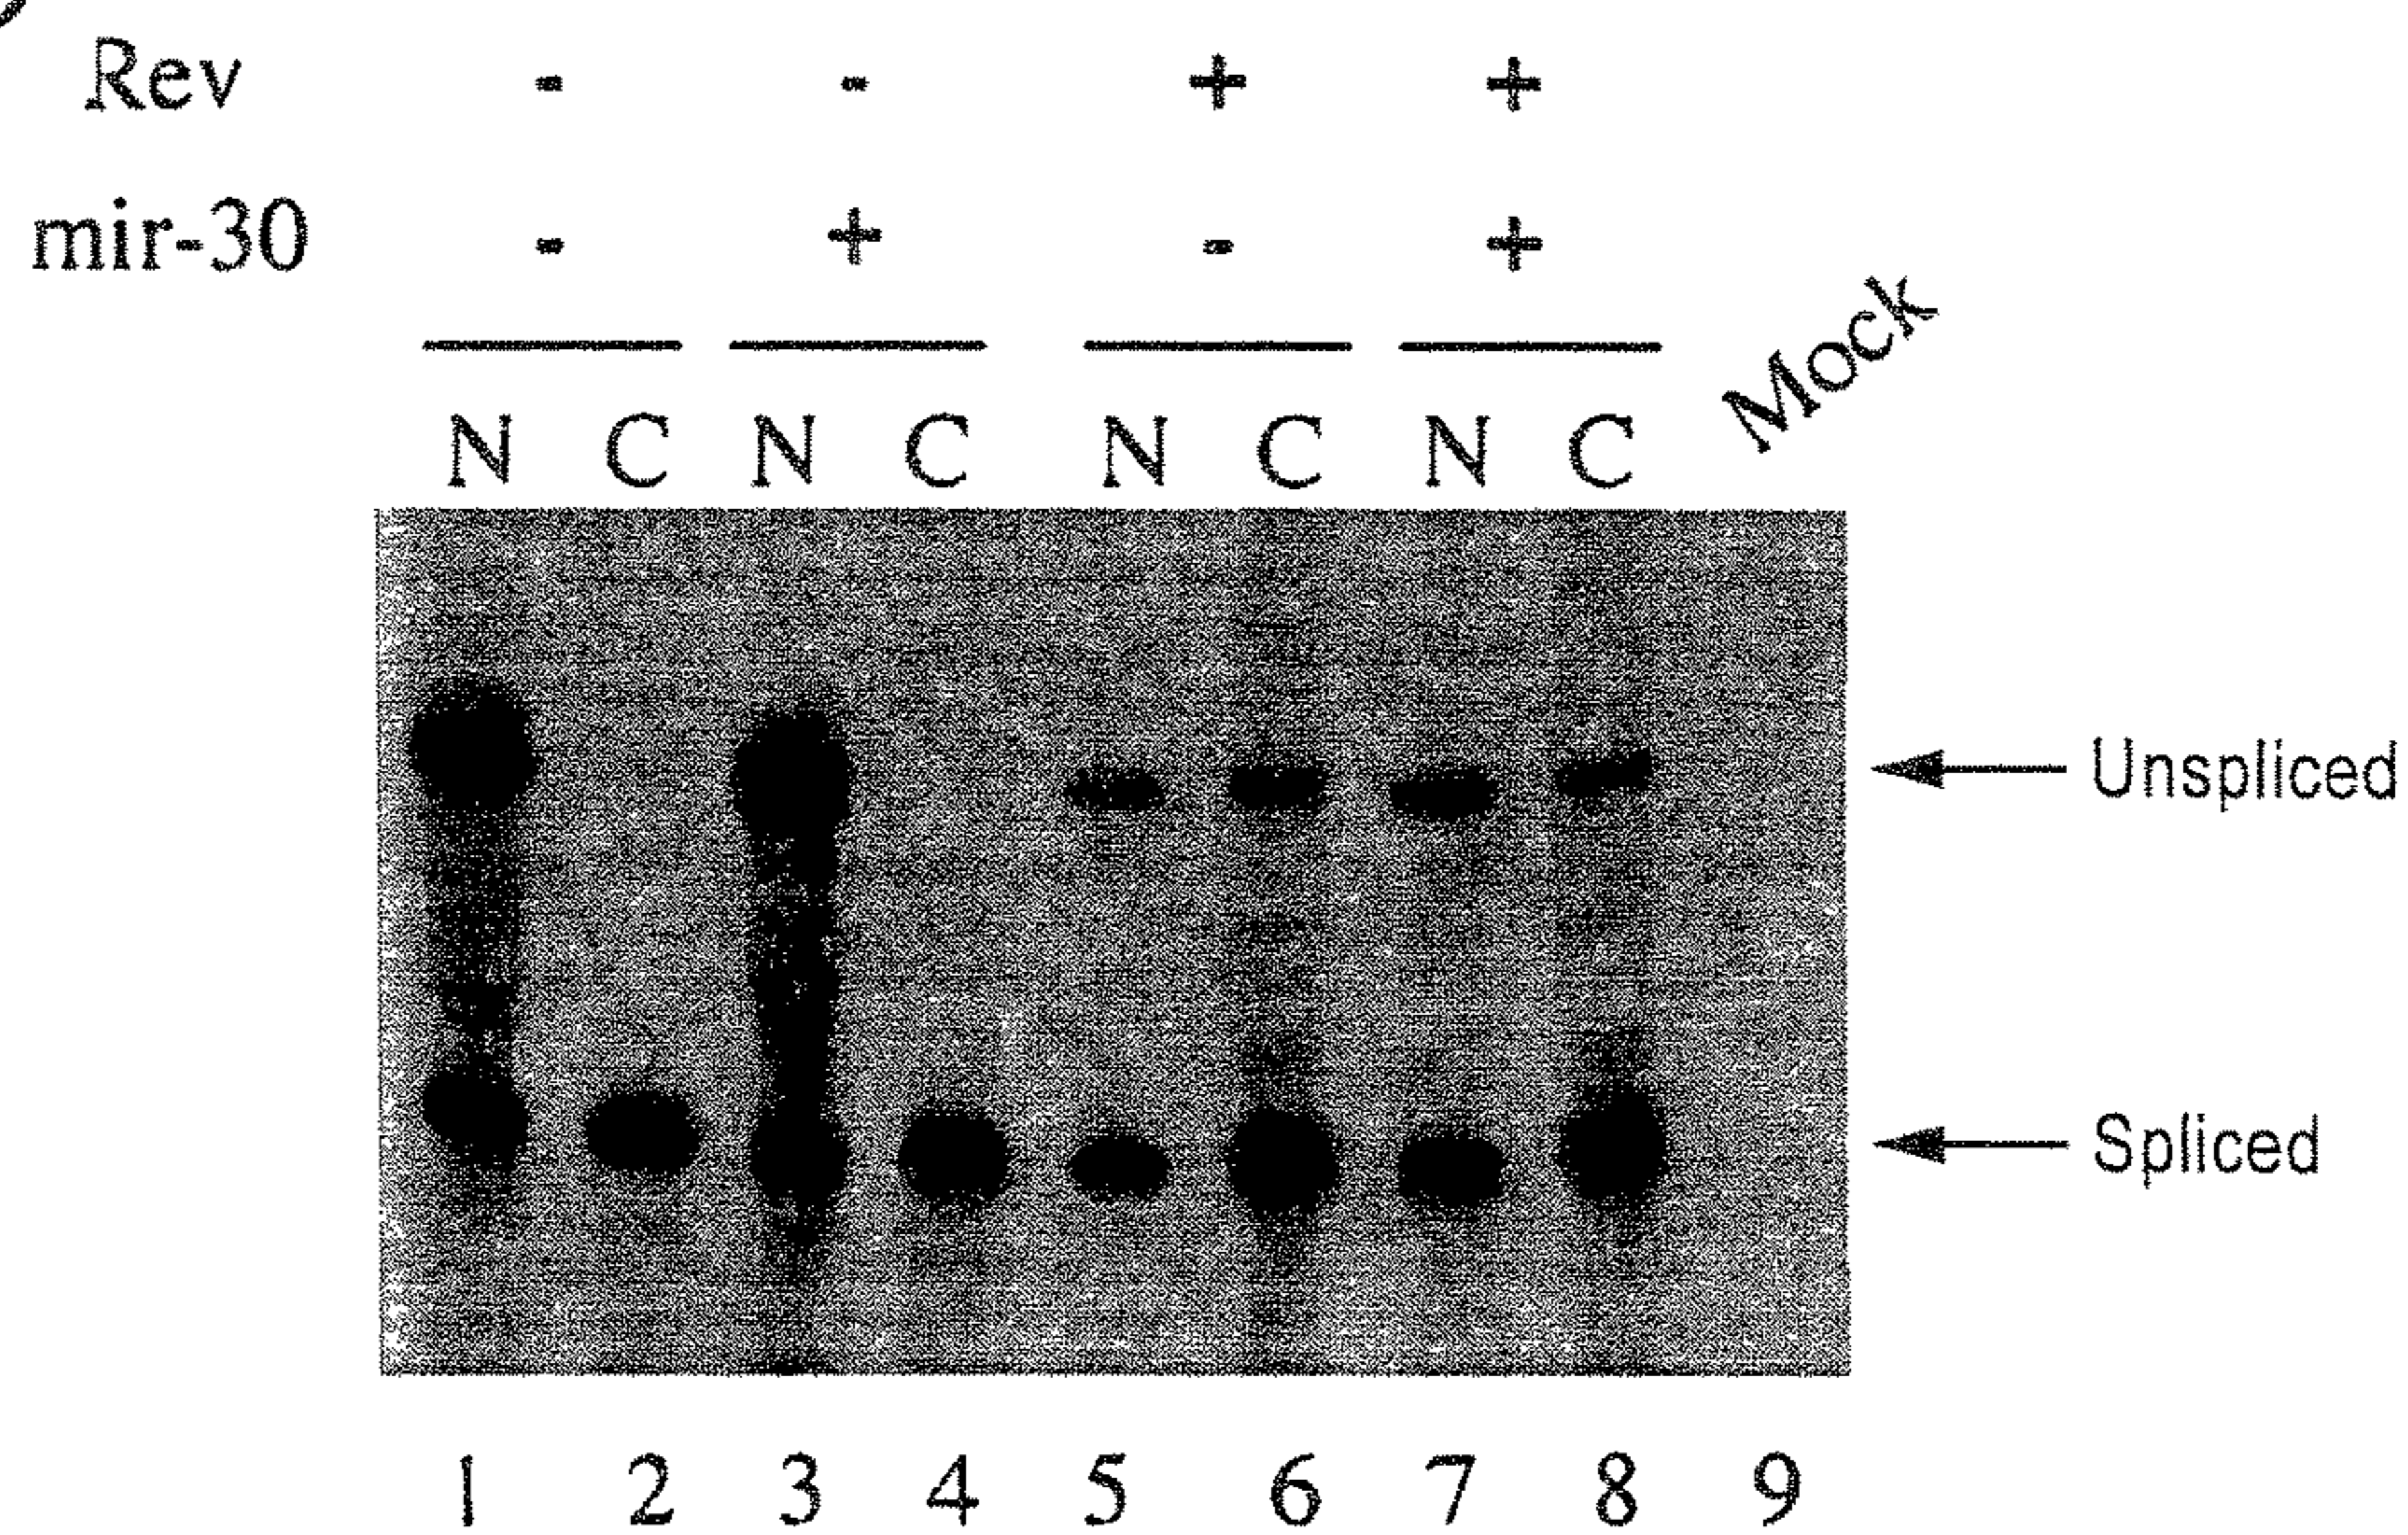 Rev - - + +
mir-30 - + - +
Mock
N C N C N C N C
Unspliced
Spliced
1 2 3 4 5 6 7 8 9